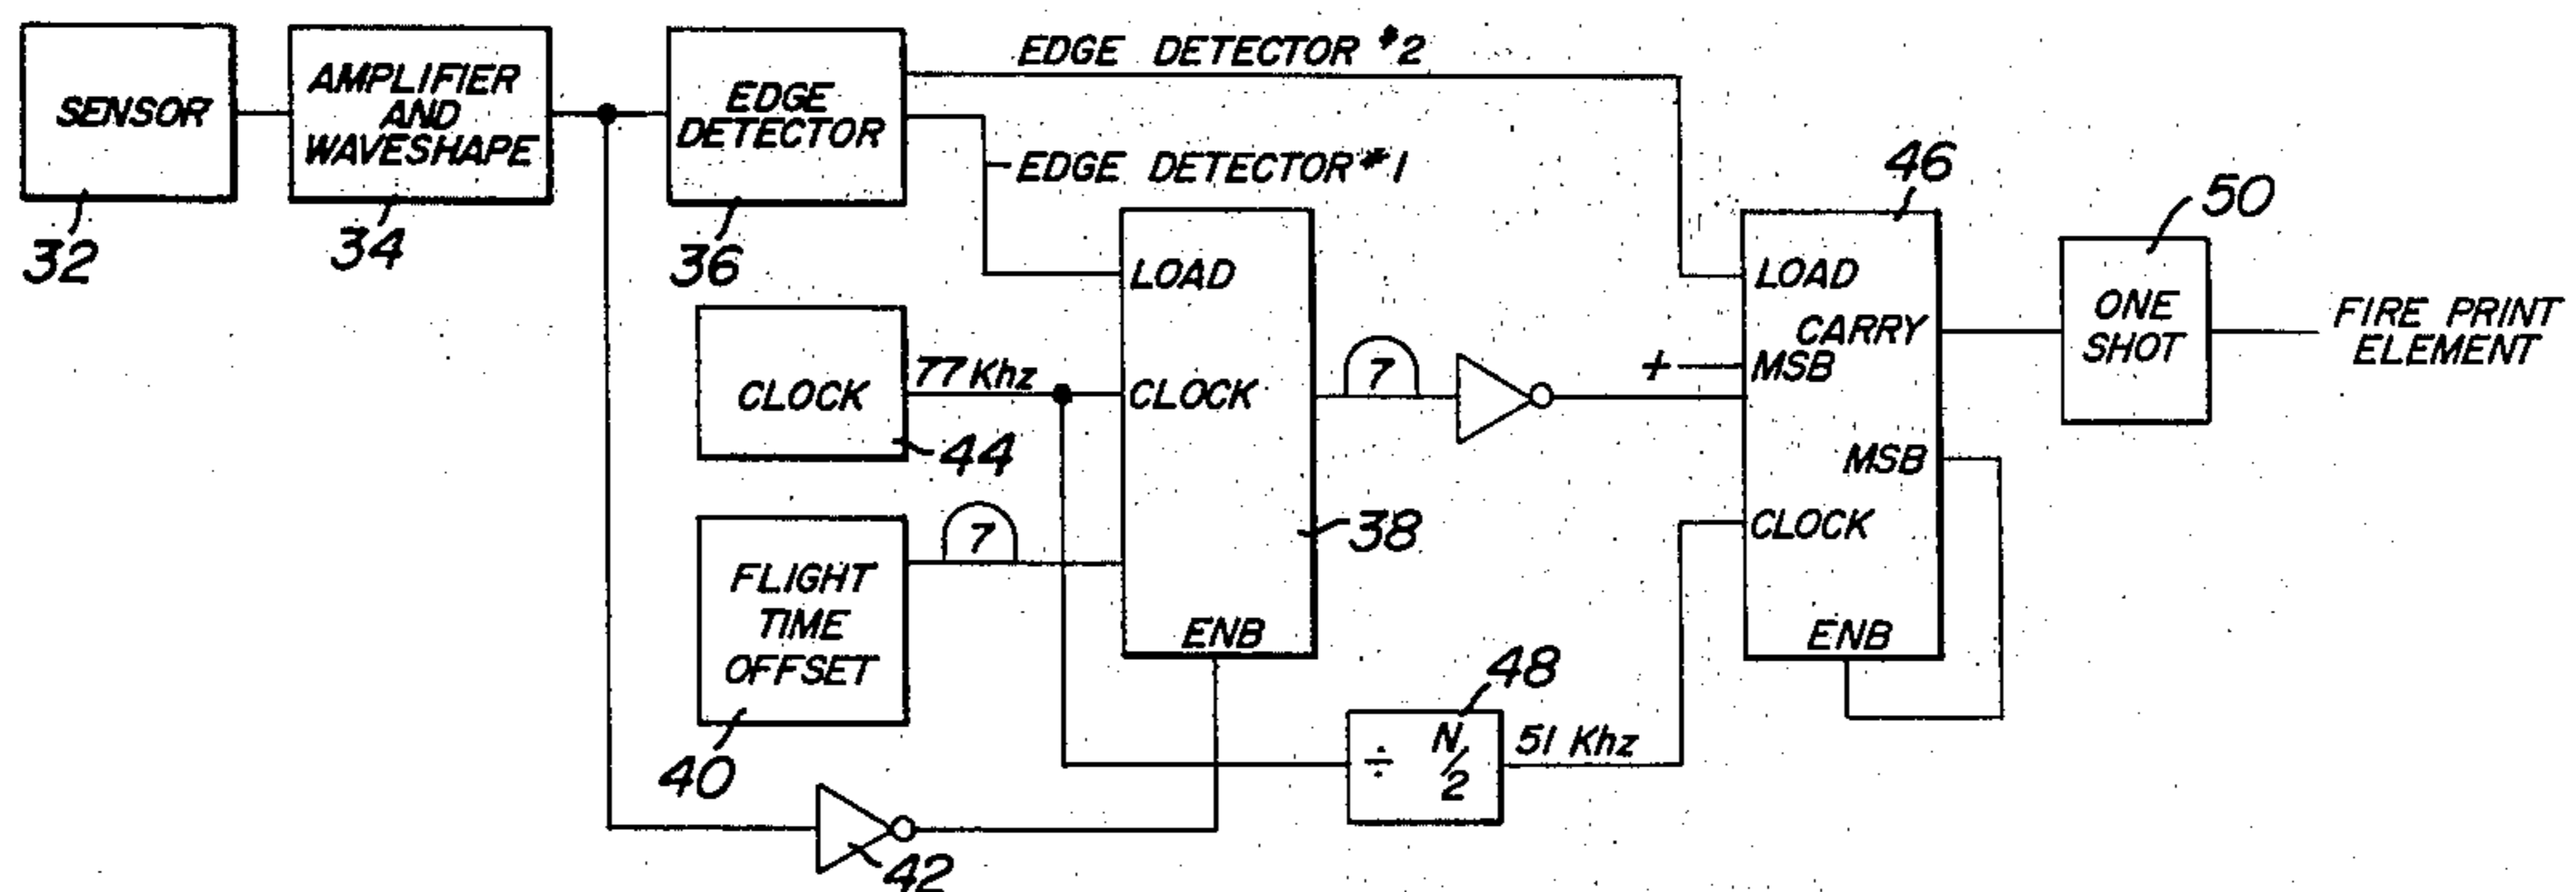 SENSOR
32
AMPLIFIER
AND
WAVESHAPE
34
EDGE
DETECTOR
36
EDGE DETECTOR #2
EDGE DETECTOR #1
CLOCK
44
77 Khz
FLIGHT
TIME
OFFSET
40
7
42
LOAD
CLOCK
ENB
38
7
÷ N/2
48
51 Khz
46
LOAD
CARRY
+
MSB
MSB
CLOCK
ENB
ONE
SHOT
50
FIRE PRINT
ELEMENT